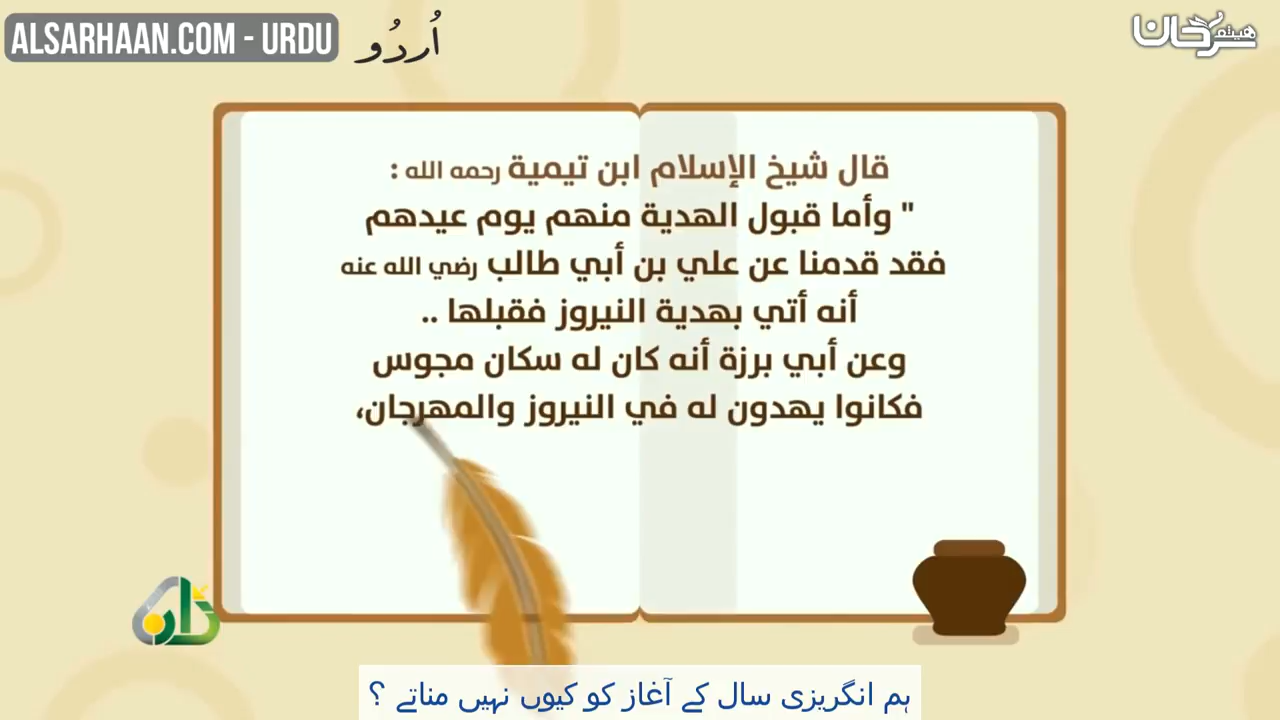 ALSARHAAN.COM - URDU
اُردُو
هيثم سرحان
قال شيخ الإسلام ابن تيمية رحمه الله :
" وأما قبول الهدية منهم يوم عيدهم
فقد قدمنا عن علي بن أبي طالب رضي الله عنه
أنه أتي بهدية النيروز فقبلها ..
وعن أبي برزة أنه كان له سكان مجوس
فكانوا يهدون له في النيروز والمهرجان،
ہم انگریزی سال کے آغاز کو کیوں نہیں مناتے ؟